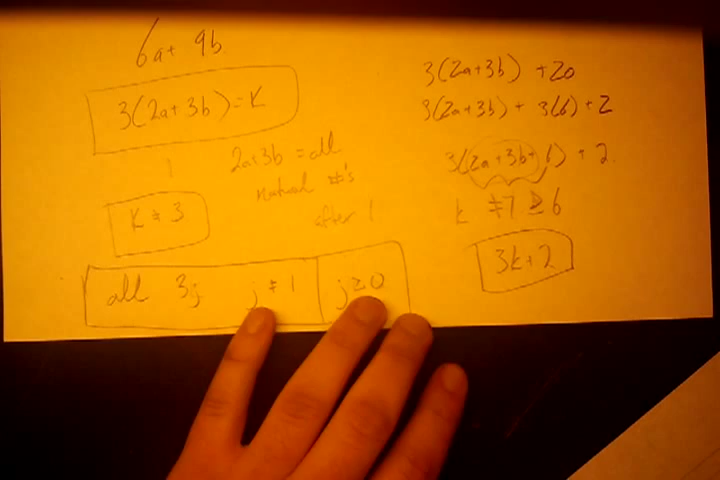 6a + 9b
3(2a+3b) = K
2a+3b = all
natural #'s
after 1
K ≠ 3
all 3j j ≠ 1 j ≥ 0
3(2a+3b) + 20
3(2a+3b) + 3(6) + 2
3(2a+3b+6) + 2
k ≠ 7 ≥ 6
3k+2